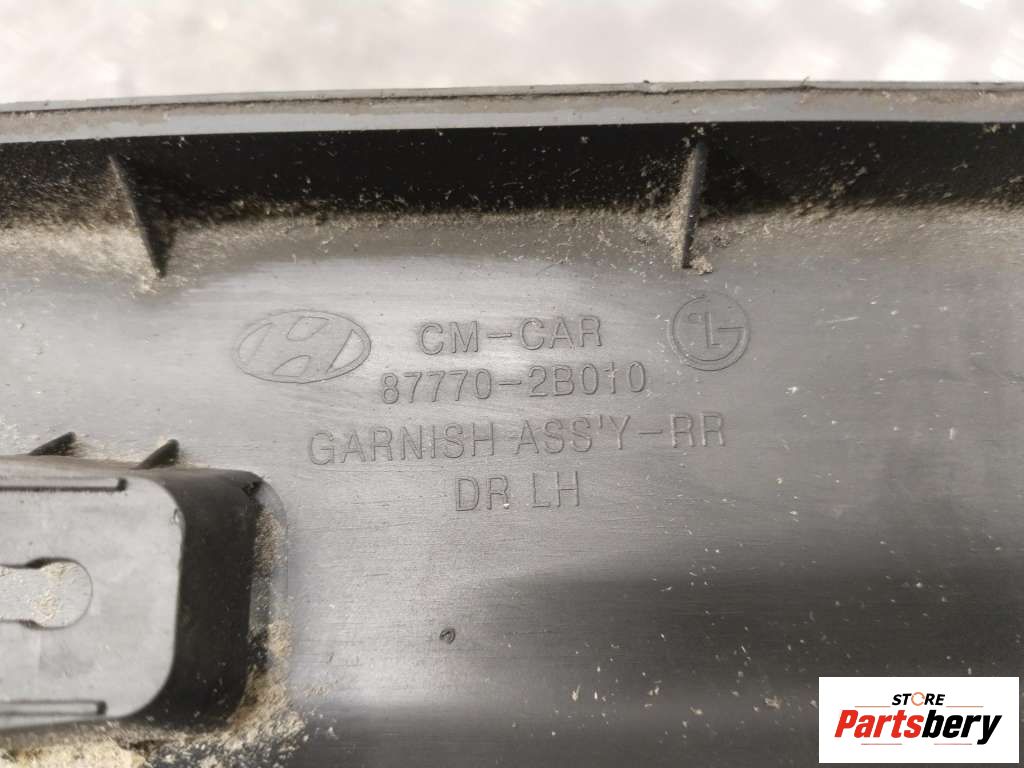 CM-CAR
87770-2B010
GARNISH ASS'Y-RR
DR LH
STORE
Partsbery